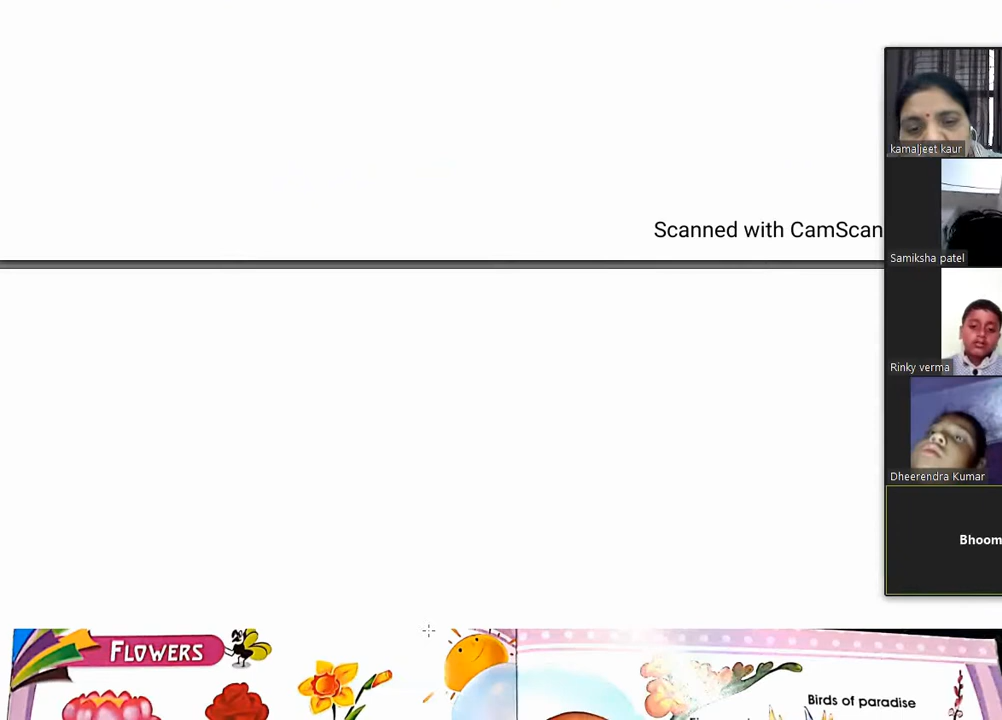 kamaljeet kaur
Scanned with CamScan
Samiksha patel
Rinky verma
Dheerendra Kumar
Bhoom
FLOWERS
Birds of paradise